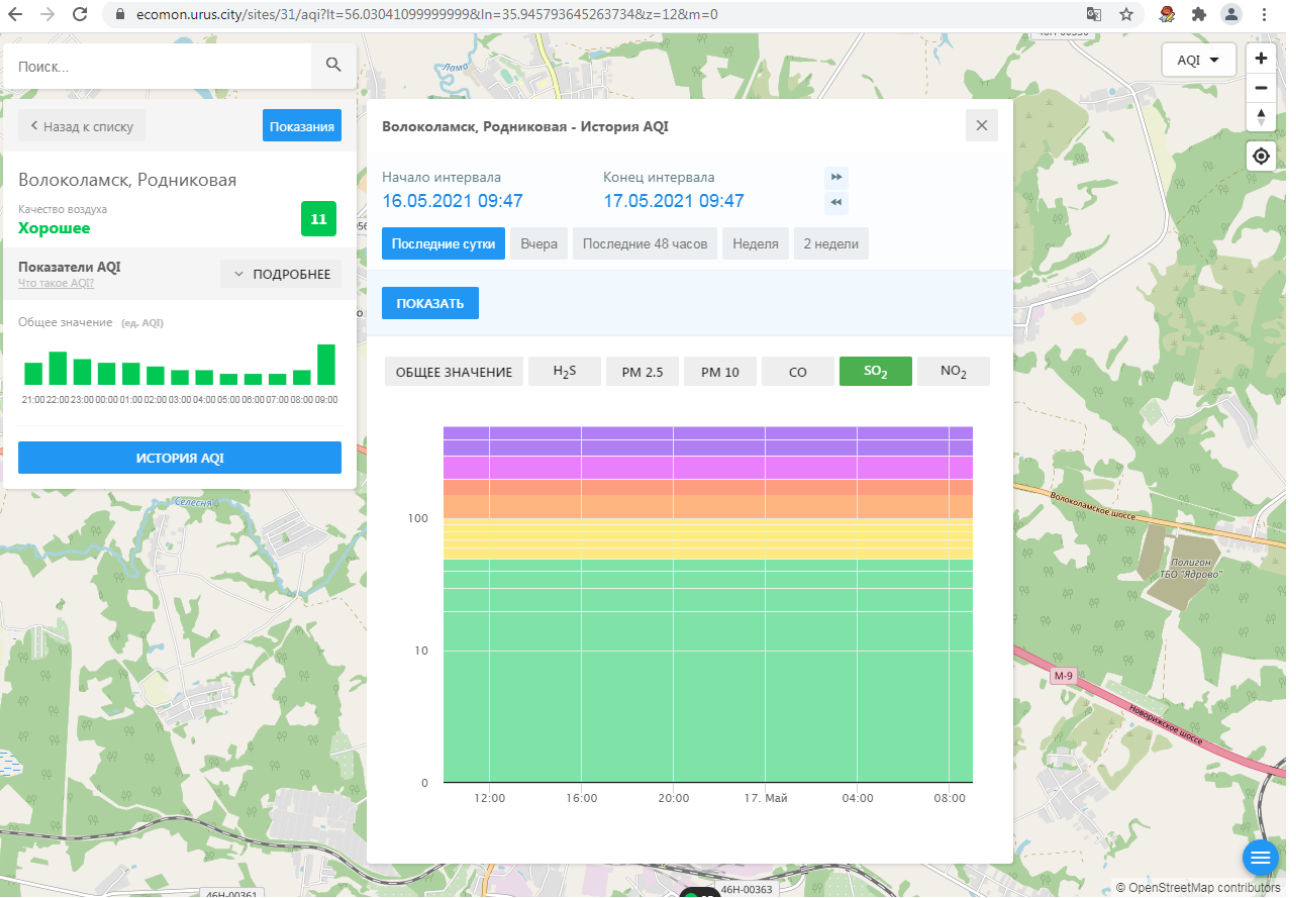 ecomon.urus.city/sites/31/aqi?lt=56.03041099999999&ln=35.945793645263734&z=12&m=0
Поиск...
AQI
Назад к списку
Показания
Волоколамск, Родниковая
Качество воздуха
Хорошее
11
Показатели AQI
Что такое AQI?
ПОДРОБНЕЕ
Общее значение (ед. AQI)
21:00 22:00 23:00 00:00 01:00 02:00 03:00 04:00 05:00 06:00 07:00 08:00 09:00
ИСТОРИЯ AQI
Волоколамск, Родниковая - История AQI
Начало интервала
Конец интервала
16.05.2021 09:47
17.05.2021 09:47
Последние сутки
Вчера
Последние 48 часов
Неделя
2 недели
ПОКАЗАТЬ
ОБЩЕЕ ЗНАЧЕНИЕ
H₂S
PM 2.5
PM 10
CO
SO₂
NO₂
100
10
0
12:00
16:00
20:00
17. Май
04:00
08:00
Селесня
Волоколамское шоссе
Полигон
ТБО "Ядрово"
М-9
Новорижское шоссе
46Н-00361
46Н-00363
© OpenStreetMap contributors